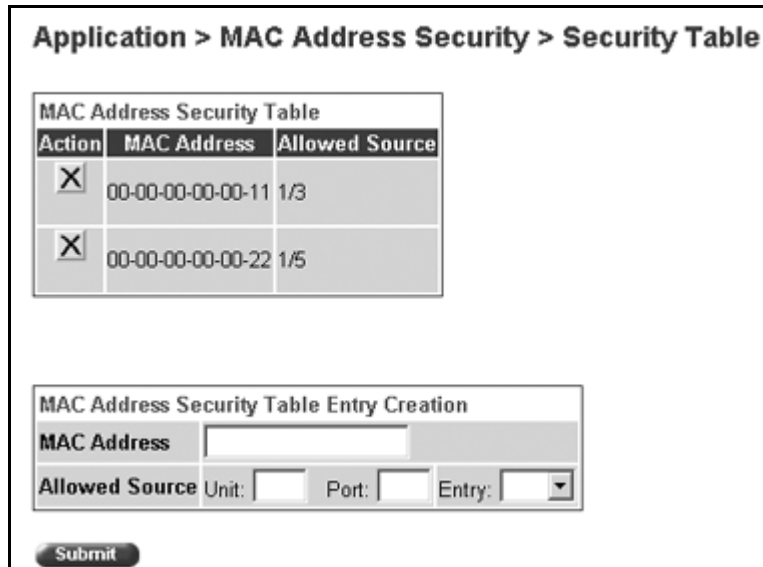 Application > MAC Address Security > Security Table
MAC Address Security Table
Action MAC Address Allowed Source
X 00-00-00-00-00-11 1/3
X 00-00-00-00-00-22 1/5
MAC Address Security Table Entry Creation
MAC Address
Allowed Source Unit: Port: Entry:
Submit